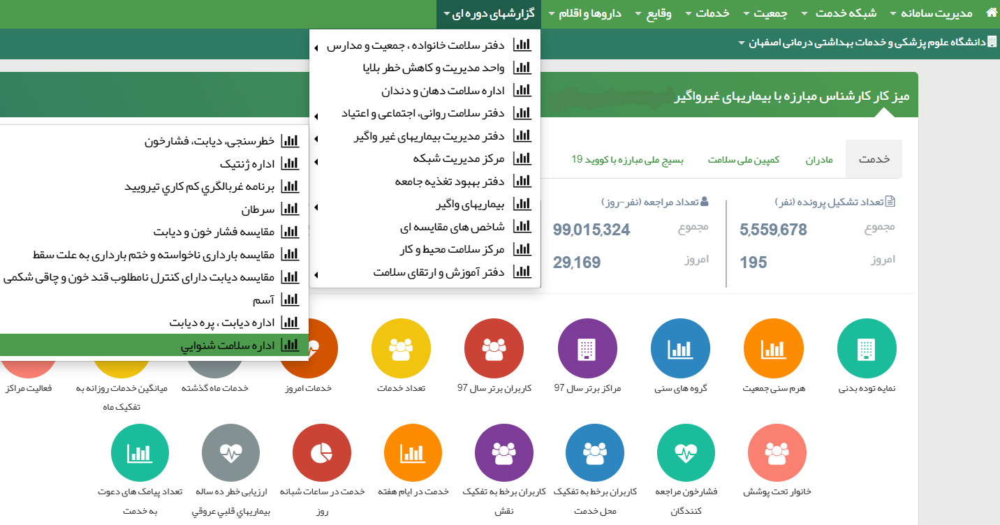 مدیریت سامانه
شبکه خدمت
جمعیت
خدمات
وقایع
داروها و اقلام
گزارشهای دوره ای
دانشگاه علوم پزشکی و خدمات بهداشتی درمانی اصفهان
دفتر سلامت خانواده ، جمعیت و مدارس
واحد مدیریت و کاهش خطر بلایا
اداره سلامت دهان و دندان
دفتر سلامت روانی، اجتماعی و اعتیاد
دفتر مدیریت بیماریهای غیر واگیر
مرکز مدیریت شبکه
دفتر بهبود تغذیه جامعه
بیماریهای واگیر
شاخص های مقایسه ای
مرکز سلامت محیط و کار
دفتر آموزش و ارتقای سلامت
خطرسنجی، دیابت، فشارخون
اداره ژنتیک
برنامه غربالگري کم کاري تیرویید
سرطان
مقایسه فشار خون و دیابت
مقایسه بارداری ناخواسته و ختم بارداری به علت سقط
مقایسه دیابت دارای کنترل نامطلوب قند خون و چاقی شکمی
آسم
اداره دیابت ، پره دیابت
اداره سلامت شنوايي
میز کار کارشناس مبارزه با بیماریهای غیرواگیر
خدمت
مادران
کمپین ملی سلامت
بسیج ملی مبارزه با کووید 19
تعداد تشکیل پرونده (نفر)
مجموع 5,559,678
امروز 195
تعداد مراجعه (نفر-روز)
مجموع 99,015,324
امروز 29,169
نمایه توده بدنی
هرم سنی جمعیت
گروه های سنی
مراکز برتر سال 97
کاربران برتر سال 97
تعداد خدمات
خدمات امروز
خدمات ماه گذشته
میانگین خدمات روزانه به
تفکیک ماه
فعالیت مراکز
خانوار تحت پوشش
فشارخون مراجعه
کنندگان
کاربران برخط به تفکیک
محل خدمت
کاربران برخط به تفکیک
نقش
خدمت در ایام هفته
خدمت در ساعات شبانه
روز
ارزیابی خطر ده ساله
بیماريهاي قلبي عروقي
تعداد پیامک های دعوت
به خدمت